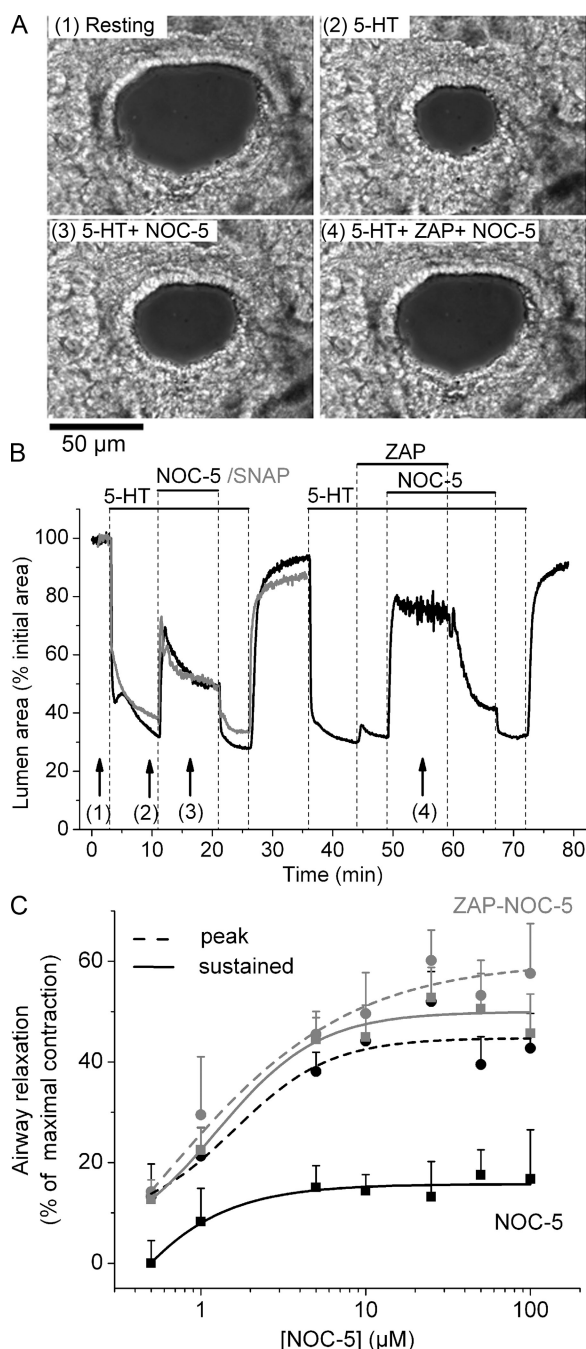 A
(1) Resting
(2) 5-HT
(3) 5-HT+ NOC-5
(4) 5-HT+ ZAP+ NOC-5
50 µm
B
ZAP
NOC-5 /SNAP
NOC-5
5-HT
5-HT
Lumen area (% initial area)
100
80
60
40
20
0
(1)
(2)
(3)
(4)
0 10 20 30 40 50 60 70 80
Time (min)
C
ZAP-NOC-5
peak
sustained
Airway relaxation
(% of maximal contraction)
60
40
20
0
NOC-5
1 10 100
[NOC-5] (µM)